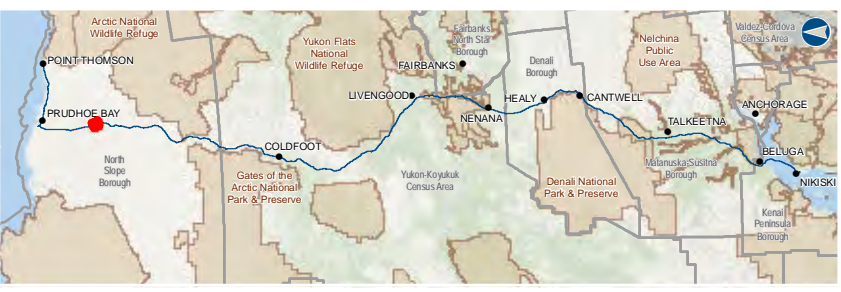 Arctic National
Wildlife Refuge
POINT THOMSON
PRUDHOE BAY
North
Slope
Borough
COLDFOOT
Gates of the
Arctic National
Park & Preserve
Yukon Flats
National
Wildlife Refuge
LIVENGOOD
FAIRBANKS
Fairbanks
North Star
Borough
NENANA
Yukon-Koyukuk
Census Area
Denali
Borough
HEALY
CANTWELL
Denali National
Park & Preserve
Nelchina
Public
Use Area
TALKEETNA
Matanuska-Susitna
Borough
Valdez-Cordova
Census Area
ANCHORAGE
BELUGA
NIKISKI
Kenai
Peninsula
Borough